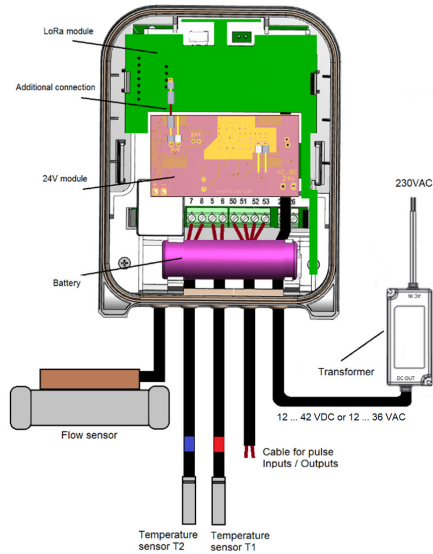 LoRa module
Additional connection
24V module
230VAC
7 8 5 6 50 51 52 53
Battery
Transformer
DC OUT
12 ... 42 VDC or 12 ... 36 VAC
Flow sensor
Cable for pulse
Inputs / Outputs
Temperature
sensor T2
Temperature
sensor T1